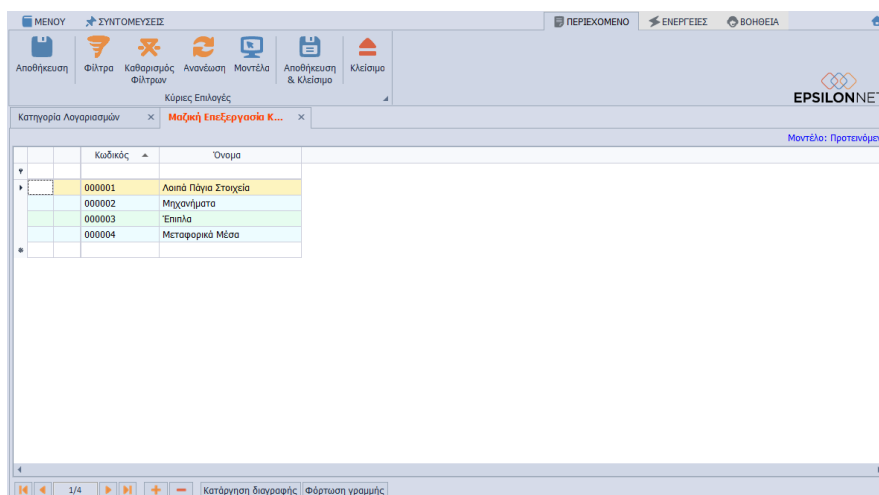 ΜΕΝΟΥ ΣΥΝΤΟΜΕΥΣΕΙΣ ΠΕΡΙΕΧΟΜΕΝΟ ΕΝΕΡΓΕΙΕΣ ΒΟΗΘΕΙΑ
Αποθήκευση Φίλτρα Καθαρισμός Ανανέωση Μοντέλα Αποθήκευση Κλείσιμο
Φίλτρων & Κλείσιμο
Κύριες Επιλογές
EPSILONNET
Κατηγορία Λογαριασμών Μαζική Επεξεργασία Κ...
Μοντέλο: Προτεινόμεν
Κωδικός Όνομα
000001 Λοιπά Πάγια Στοιχεία
000002 Μηχανήματα
000003 Έπιπλα
000004 Μεταφορικά Μέσα
1/4 Κατάργηση διαγραφής Φόρτωση γραμμής